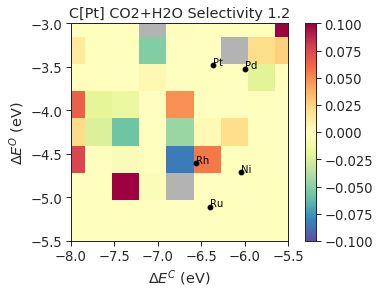 C[Pt] CO2+H2O Selectivity 1.2
−3.0
−3.5
−4.0
−4.5
−5.0
−5.5
ΔE^O (eV)
Pt
Pd
Rh
Ni
Ru
−8.0 −7.5 −7.0 −6.5 −6.0 −5.5
ΔE^C (eV)
0.100
0.075
0.050
0.025
0.000
−0.025
−0.050
−0.075
−0.100